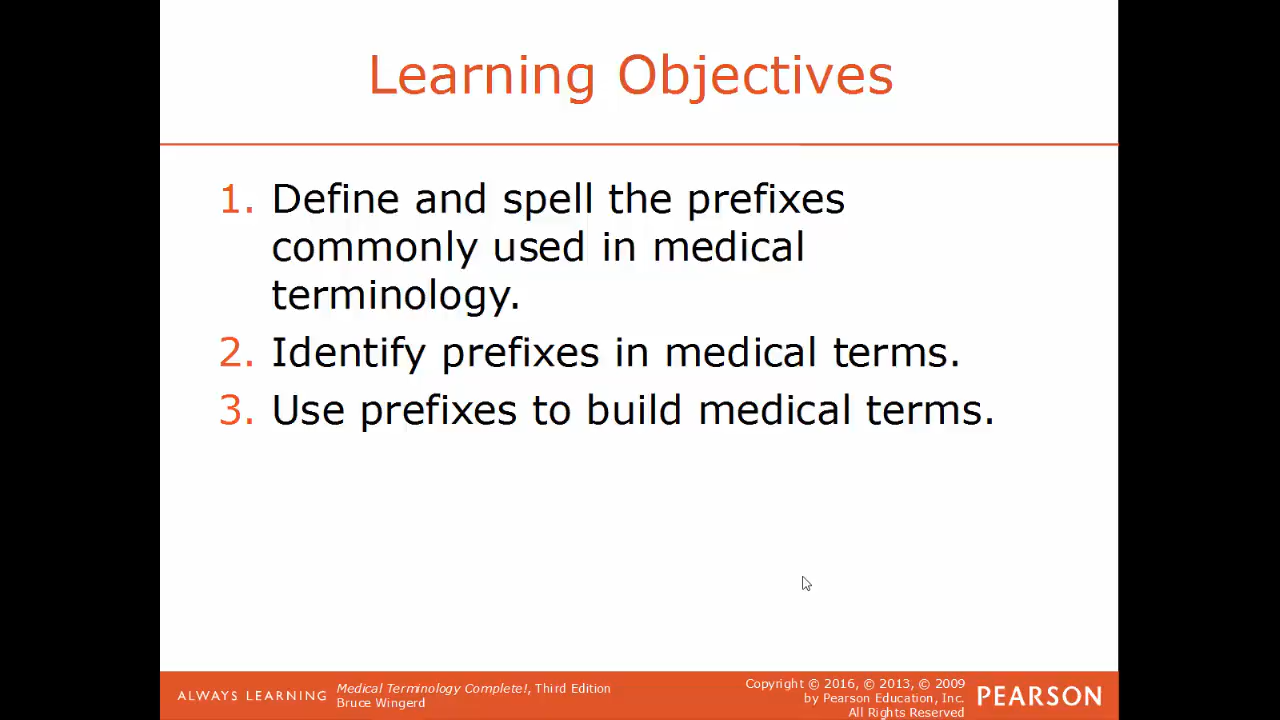 Learning Objectives
1. Define and spell the prefixes
commonly used in medical
terminology.
2. Identify prefixes in medical terms.
3. Use prefixes to build medical terms.
ALWAYS LEARNING
Medical Terminology Complete!, Third Edition
Bruce Wingerd
Copyright © 2016, © 2013, © 2009
by Pearson Education, Inc.
All Rights Reserved
PEARSON